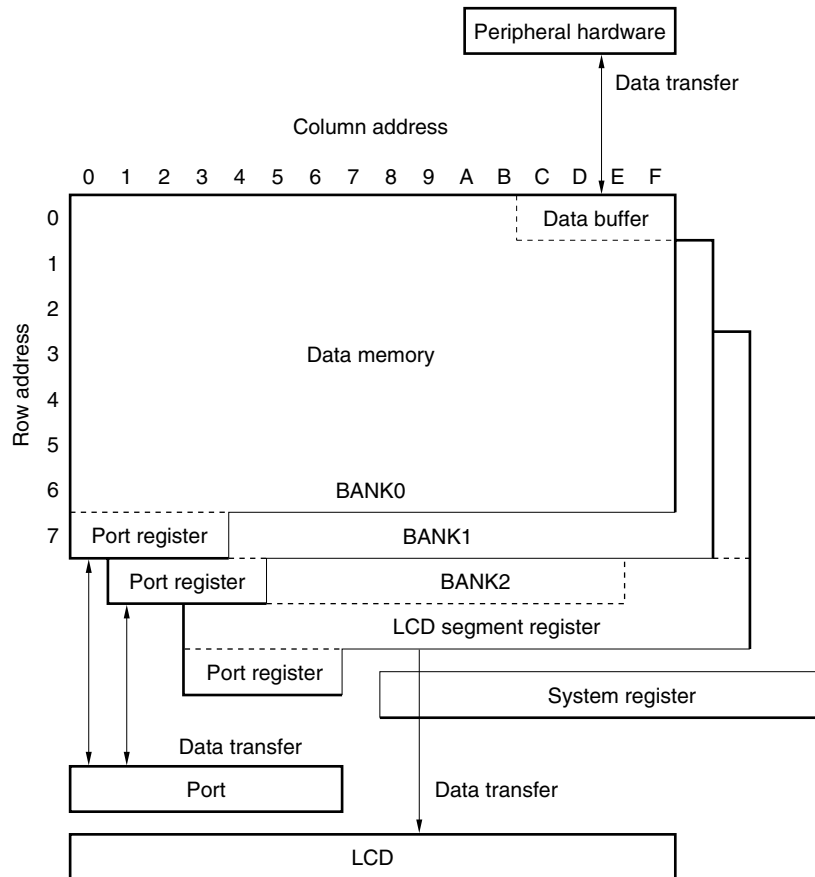 Peripheral hardware
Data transfer
Column address
0 1 2 3 4 5 6 7 8 9 A B C D E F
Row address
0
Data buffer
1
2
3
Data memory
4
5
6
BANK0
7
Port register
BANK1
Port register
BANK2
LCD segment register
Port register
System register
Data transfer
Port
Data transfer
LCD